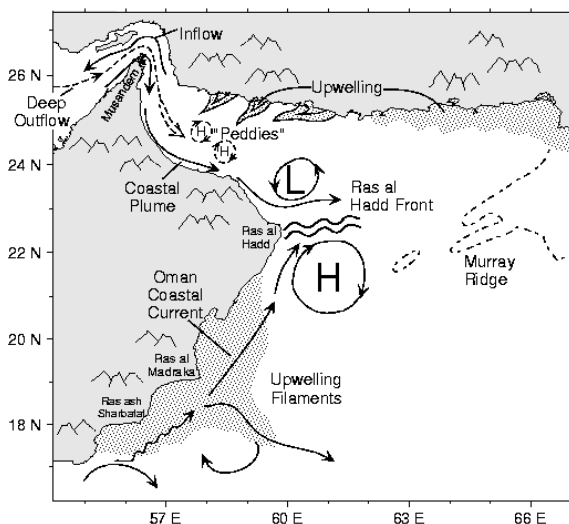 Inflow
26 N
Upwelling
Deep
Outflow
Musandem
H
"Peddies"
H
24 N
Coastal
Plume
L
Ras al
Hadd Front
Ras al
Hadd
22 N
H
Murray
Ridge
Oman
Coastal
Current
20 N
Ras al
Madraka
Upwelling
Filaments
Ras ash
Sharbatat
18 N
57 E
60 E
63 E
66 E